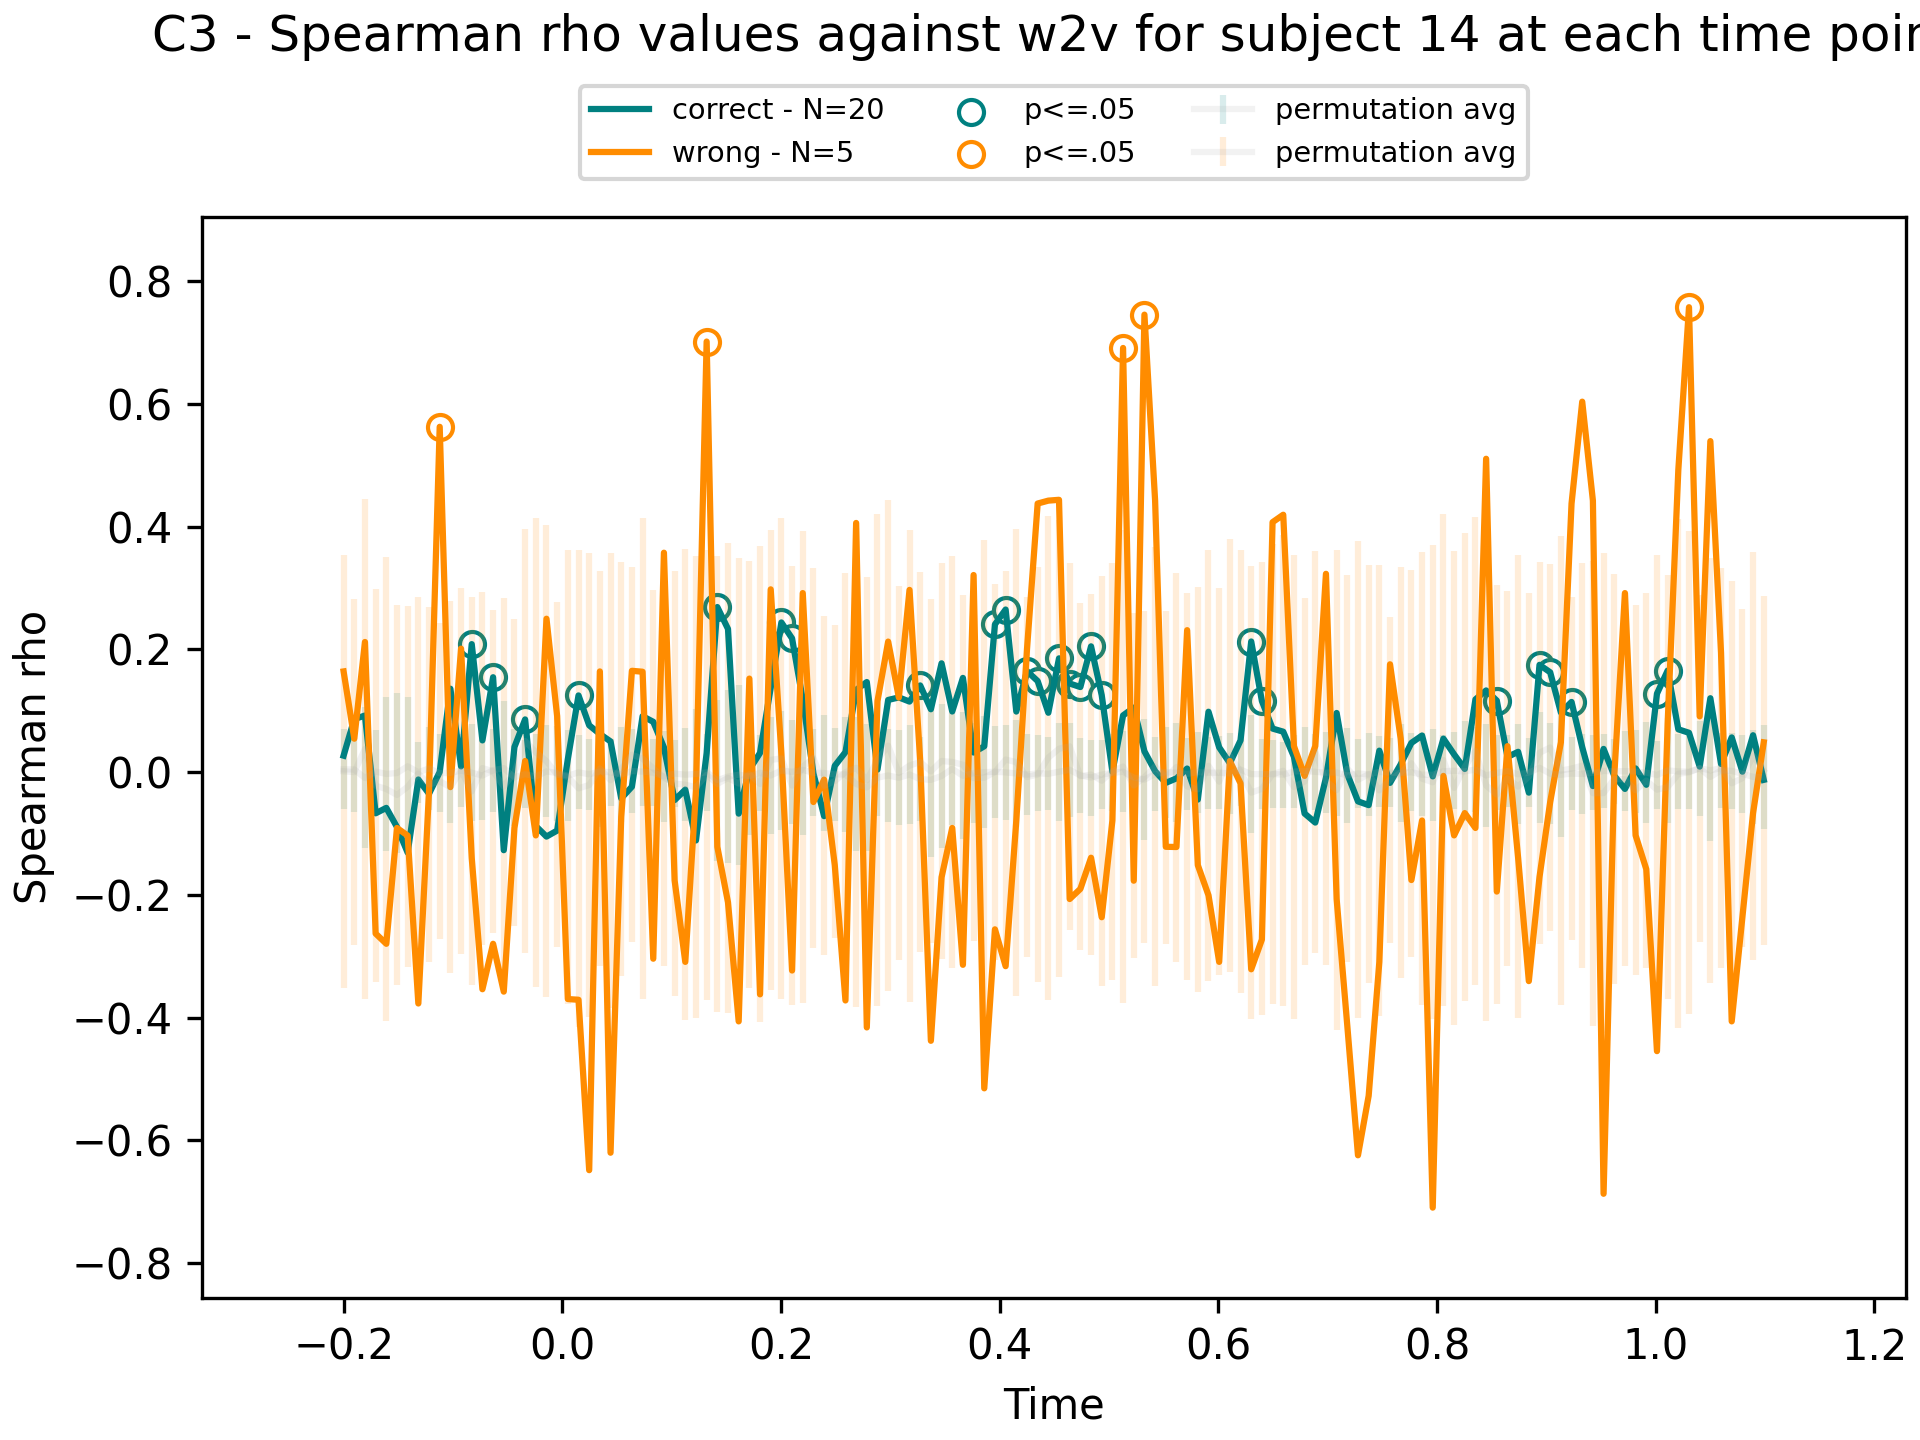 C3 - Spearman rho values against w2v for subject 14 at each time poin
correct - N=20
wrong - N=5
p<=.05
p<=.05
permutation avg
permutation avg
Spearman rho
0.8
0.6
0.4
0.2
0.0
−0.2
−0.4
−0.6
−0.8
−0.2 0.0 0.2 0.4 0.6 0.8 1.0 1.2
Time